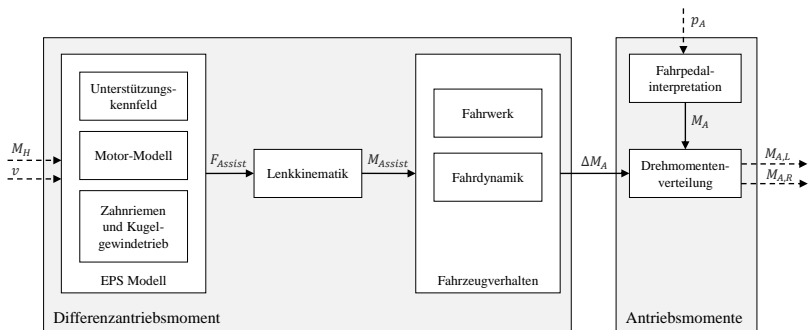 p_A
Unterstützungs-
kennfeld
Fahrpedal-
interpretation
Fahrwerk
M_A
M_H
v
Motor-Modell
F_Assist
Lenkkinematik
M_Assist
Fahrdynamik
ΔM_A
Drehmomenten-
verteilung
M_A,L
M_A,R
Zahnriemen
und Kugel-
gewindetrieb
EPS Modell
Fahrzeugverhalten
Differenzantriebsmoment
Antriebsmomente